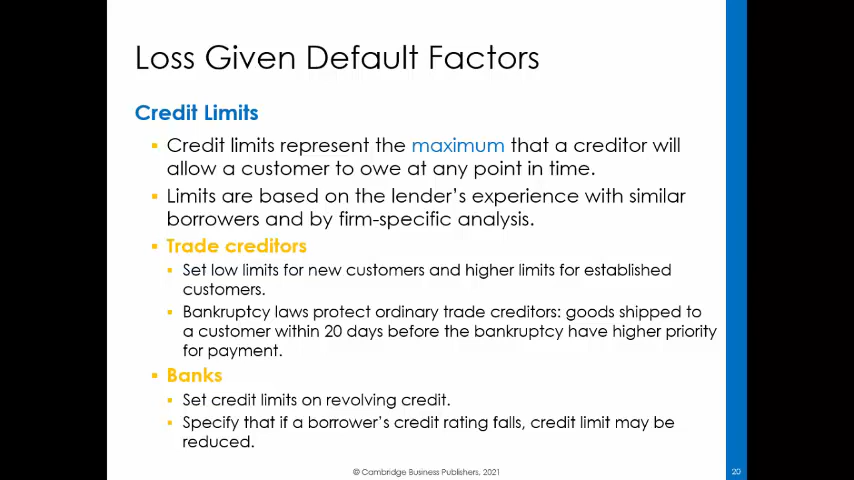 Loss Given Default Factors
Credit Limits
▪ Credit limits represent the maximum that a creditor will
allow a customer to owe at any point in time.
▪ Limits are based on the lender’s experience with similar
borrowers and by firm-specific analysis.
▪ Trade creditors
▪ Set low limits for new customers and higher limits for established
customers.
▪ Bankruptcy laws protect ordinary trade creditors: goods shipped to
a customer within 20 days before the bankruptcy have higher priority
for payment.
▪ Banks
▪ Set credit limits on revolving credit.
▪ Specify that if a borrower’s credit rating falls, credit limit may be
reduced.
© Cambridge Business Publishers, 2021
20